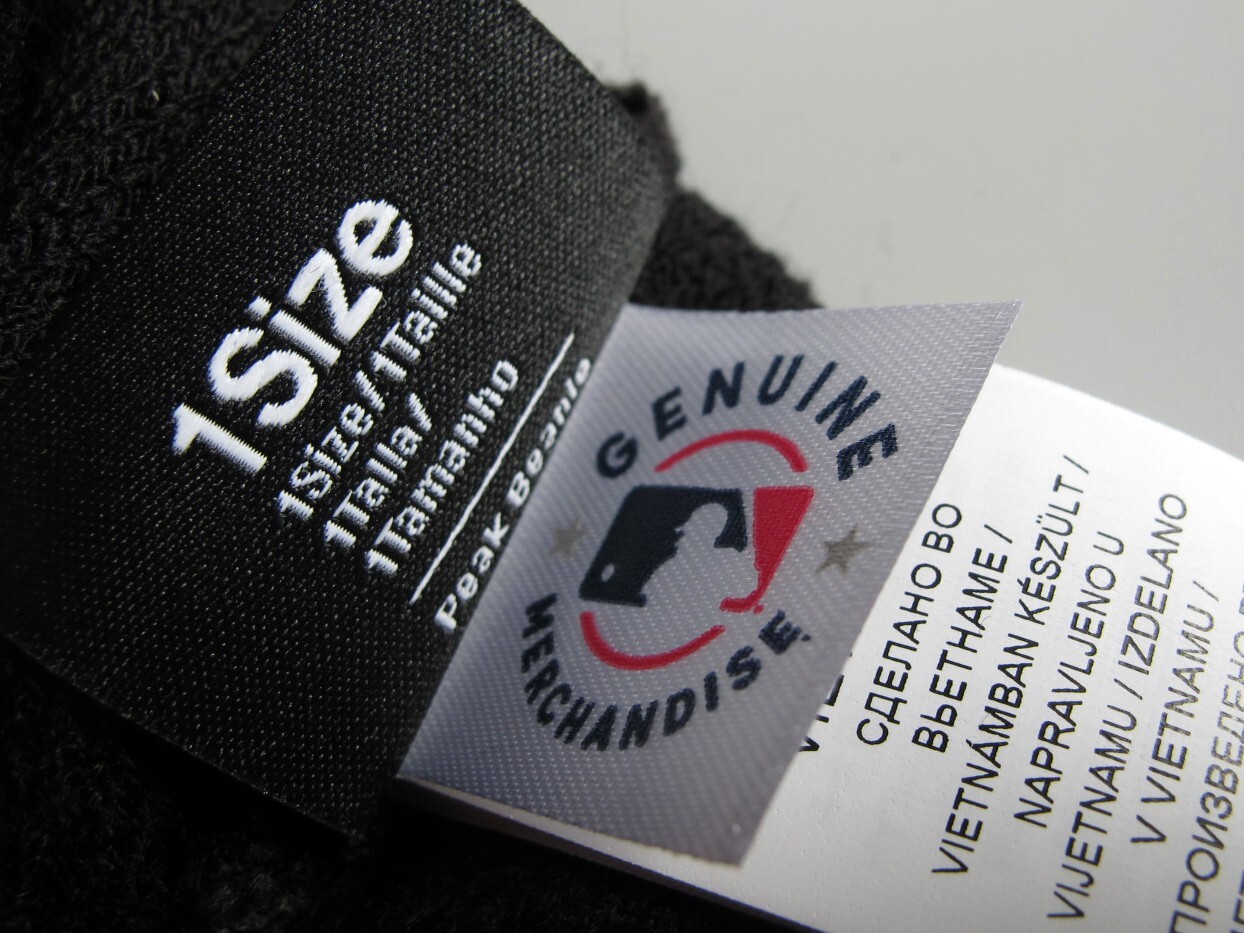 1Size
1Size/1Taille
1Talla/
1Tamanho
Peak Beanie
GENUINE
MERCHANDISE
СДЕЛАНО ВО
ВЬЕТНАМЕ /
VIETNÁMBAN KÉSZÜLT /
NAPRAVLJENO U
VIJETNAMU / IZDELANO
V VIETNAMU /